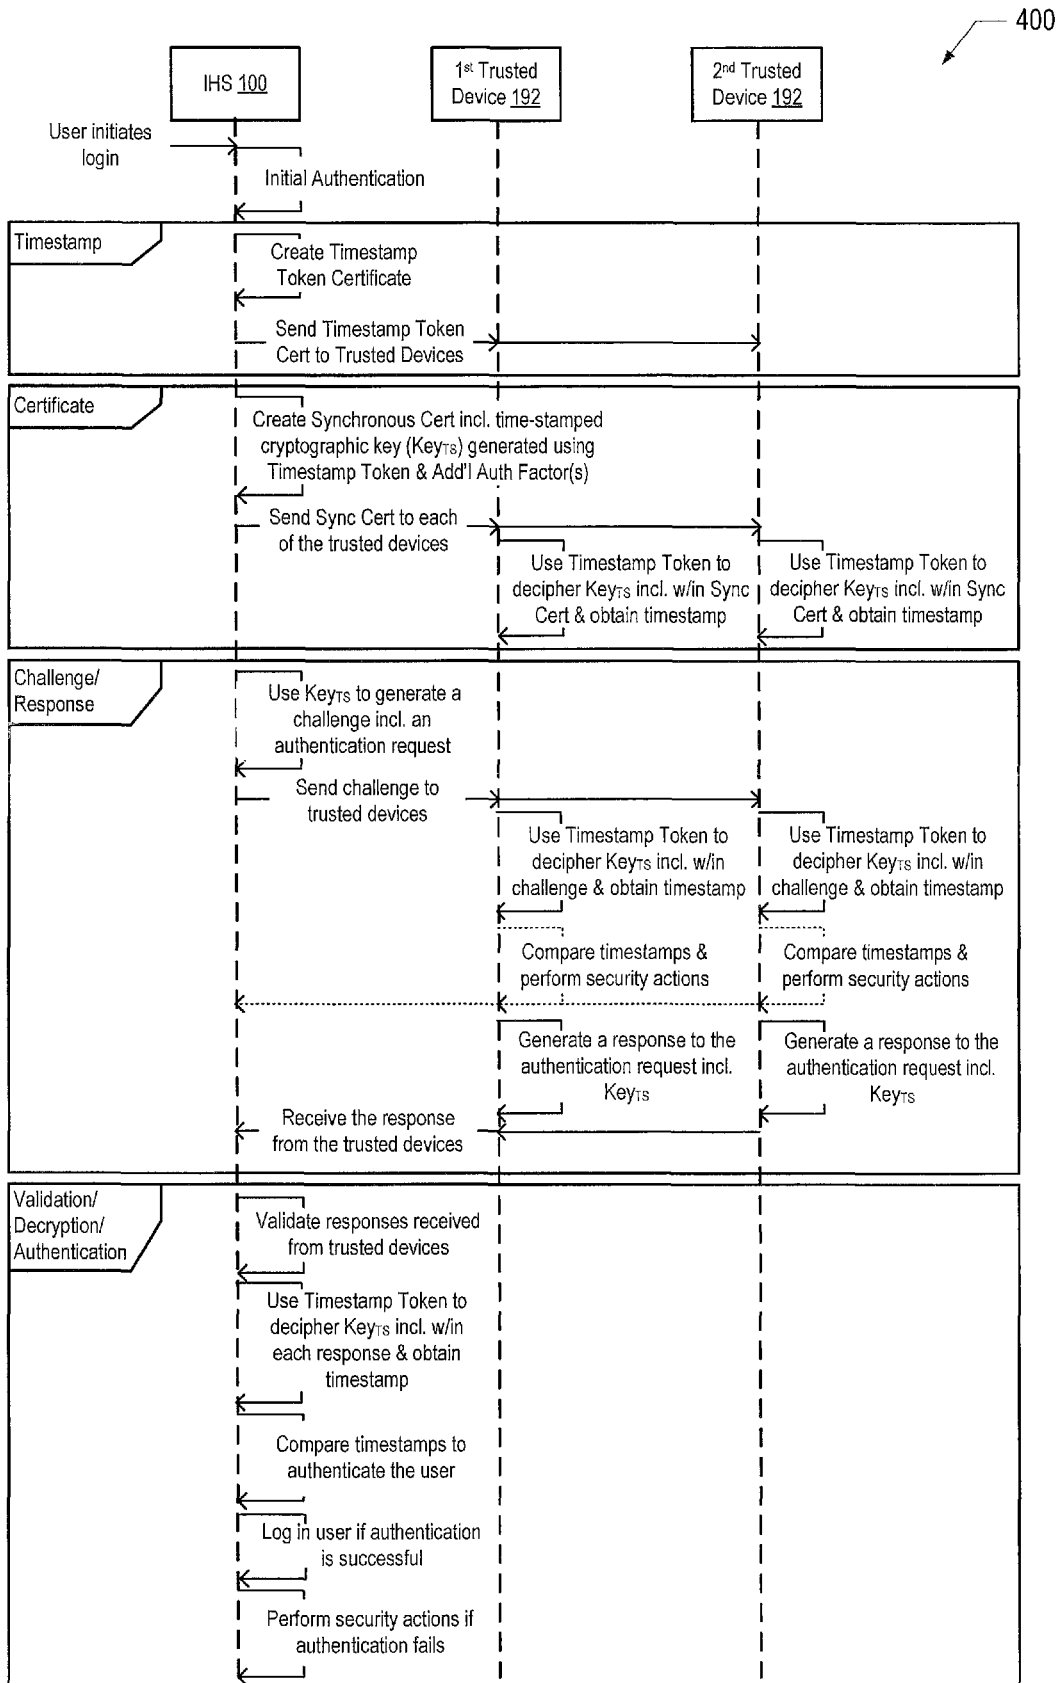 400
IHS 100
1st Trusted
Device 192
2nd Trusted
Device 192
User initiates
login
Initial Authentication
Timestamp
Create Timestamp
Token Certificate
Send Timestamp Token
Cert to Trusted Devices
Certificate
Create Synchronous Cert incl. time-stamped
cryptographic key (KeyTS) generated using
Timestamp Token & Add'l Auth Factor(s)
Send Sync Cert to each
of the trusted devices
Use Timestamp Token to
decipher KeyTS incl. w/in Sync
Cert & obtain timestamp
Use Timestamp Token to
decipher KeyTS incl. w/in Sync
Cert & obtain timestamp
Challenge/
Response
Use KeyTS to generate a
challenge incl. an
authentication request
Send challenge to
trusted devices
Use Timestamp Token to
decipher KeyTS incl. w/in
challenge & obtain timestamp
Use Timestamp Token to
decipher KeyTS incl. w/in
challenge & obtain timestamp
Compare timestamps &
perform security actions
Compare timestamps &
perform security actions
Generate a response to the
authentication request incl.
KeyTS
Generate a response to the
authentication request incl.
KeyTS
Receive the response
from the trusted devices
Validation/
Decryption/
Authentication
Validate responses received
from trusted devices
Use Timestamp Token to
decipher KeyTS incl. w/in
each response & obtain
timestamp
Compare timestamps to
authenticate the user
Log in user if authentication
is successful
Perform security actions if
authentication fails